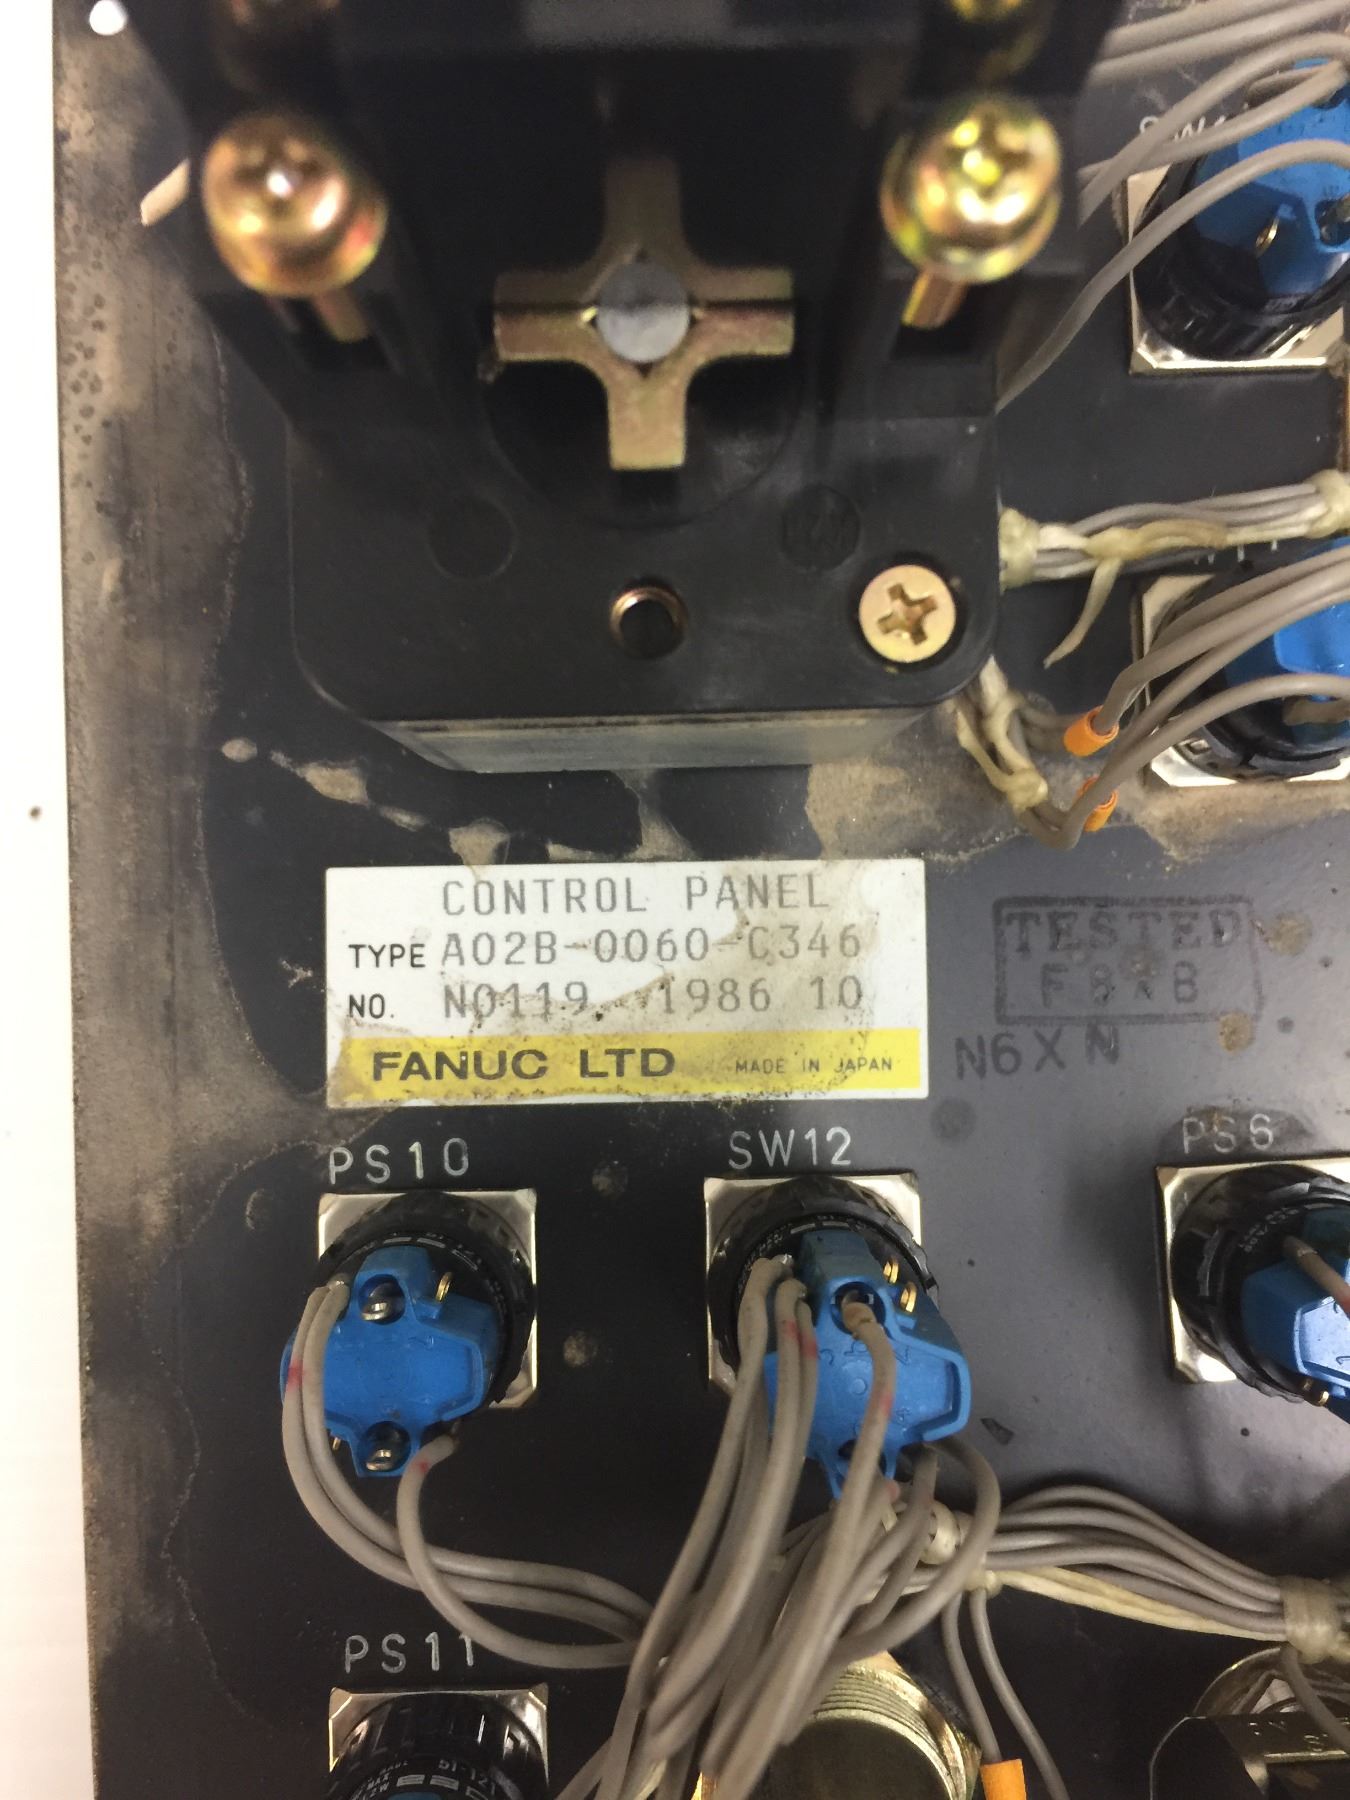 CONTROL PANEL
TYPE A02B-0060-C346
NO. N0119 1986 10
FANUC LTD MADE IN JAPAN
TESTED
N6X N
PS10
SW12
PS6
PS11